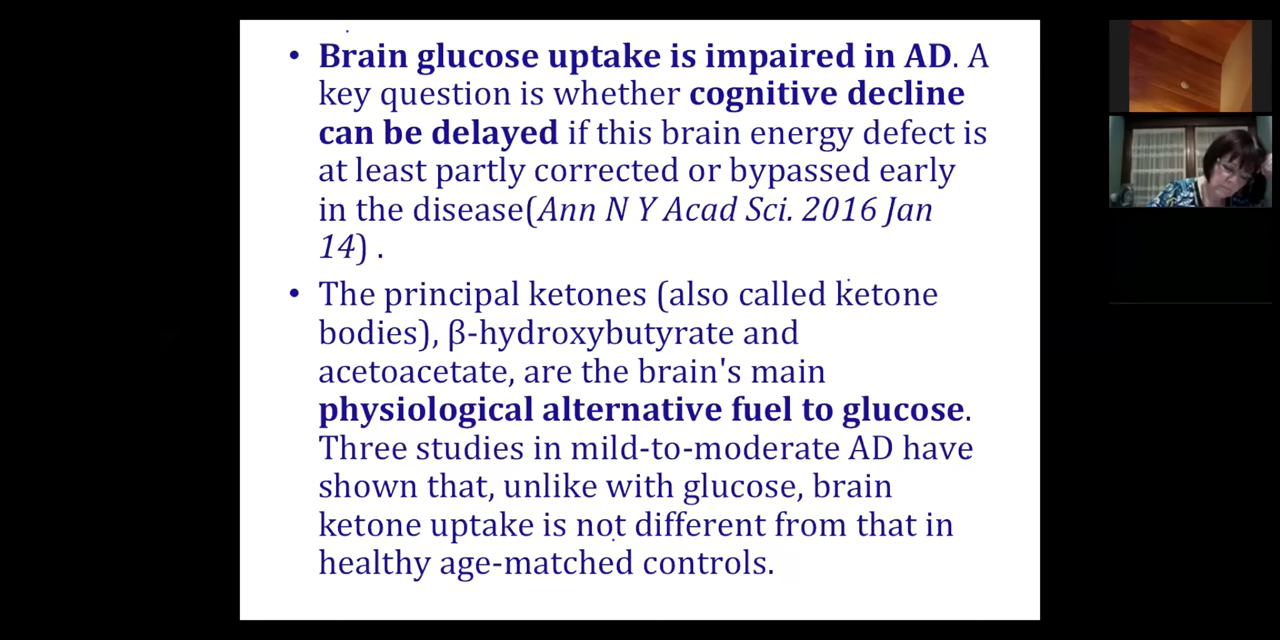 • Brain glucose uptake is impaired in AD. A
key question is whether cognitive decline
can be delayed if this brain energy defect is
at least partly corrected or bypassed early
in the disease(Ann N Y Acad Sci. 2016 Jan
14) .
• The principal ketones (also called ketone
bodies), β-hydroxybutyrate and
acetoacetate, are the brain's main
physiological alternative fuel to glucose.
Three studies in mild-to-moderate AD have
shown that, unlike with glucose, brain
ketone uptake is not different from that in
healthy age-matched controls.